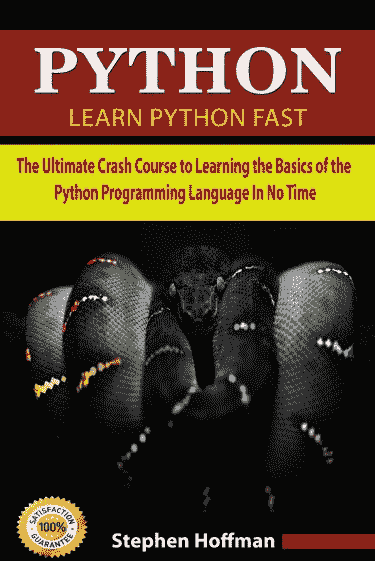 PYTHON
LEARN PYTHON FAST
The Ultimate Crash Course to Learning the Basics of the
Python Programming Language In No Time
SATISFACTION
100%
GUARANTEE
Stephen Hoffman